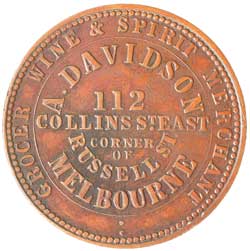 GROCER WINE & SPIRIT MERCHANT
A. DAVIDSON
112
COLLINS ST. EAST
CORNER
OF
RUSSELL ST
MELBOURNE